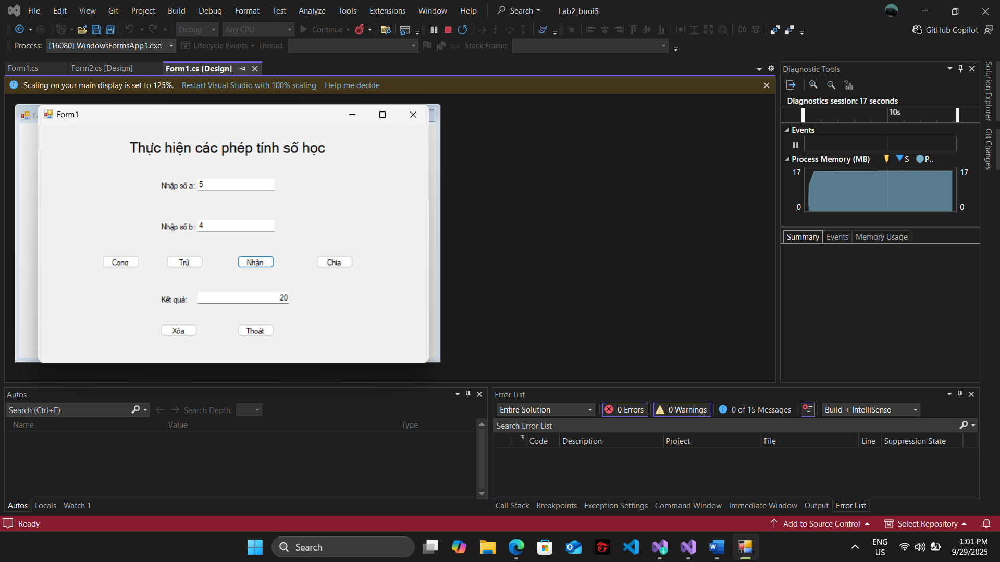 File Edit View Git Project Build Debug Format Test Analyze Tools Extensions Window Help Search Lab2_buoi5
Debug Any CPU Continue GitHub Copilot
Process: [16080] WindowsFormsApp1.exe Lifecycle Events Thread: Stack Frame:
Form1.cs Form2.cs [Design] Form1.cs [Design]
Scaling on your main display is set to 125%. Restart Visual Studio with 100% scaling Help me decide
Form1
Thực hiện các phép tính số học
Nhập số a: 5
Nhập số b: 4
Cong Trừ Nhân Chia
Kết quả: 20
Xóa Thoát
Diagnostic Tools
Diagnostics session: 17 seconds
10s
Events
Process Memory (MB) S P..
17 17
0 0
Summary Events Memory Usage
Solution Explorer
Git Changes
Autos
Search (Ctrl+E) Search Depth:
Name Value Type
Autos Locals Watch 1
Error List
Entire Solution 0 Errors 0 Warnings 0 of 15 Messages Build + IntelliSense
Search Error List
Code Description Project File Line Suppression State
Call Stack Breakpoints Exception Settings Command Window Immediate Window Output Error List
Ready Add to Source Control Select Repository
Search
ENG
US
1:01 PM
9/29/2025